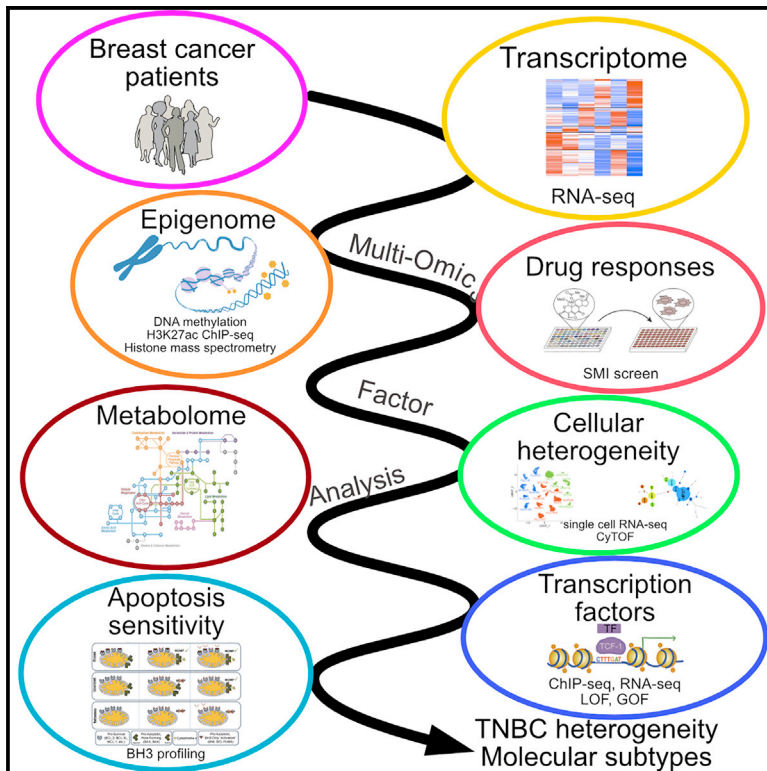 Breast cancer
patients
Transcriptome
RNA-seq
Epigenome
DNA methylation
H3K27ac ChIP-seq
Histone mass spectrometry
Multi-Omic
Drug responses
SMI screen
Factor
Metabolome
Cellular
heterogeneity
single cell RNA-seq
CyTOF
Analysis
Apoptosis
sensitivity
BH3 profiling
Transcription
factors
TF
TCF-1
CTTTGAT
ChIP-seq, RNA-seq
LOF, GOF
TNBC heterogeneity
Molecular subtypes